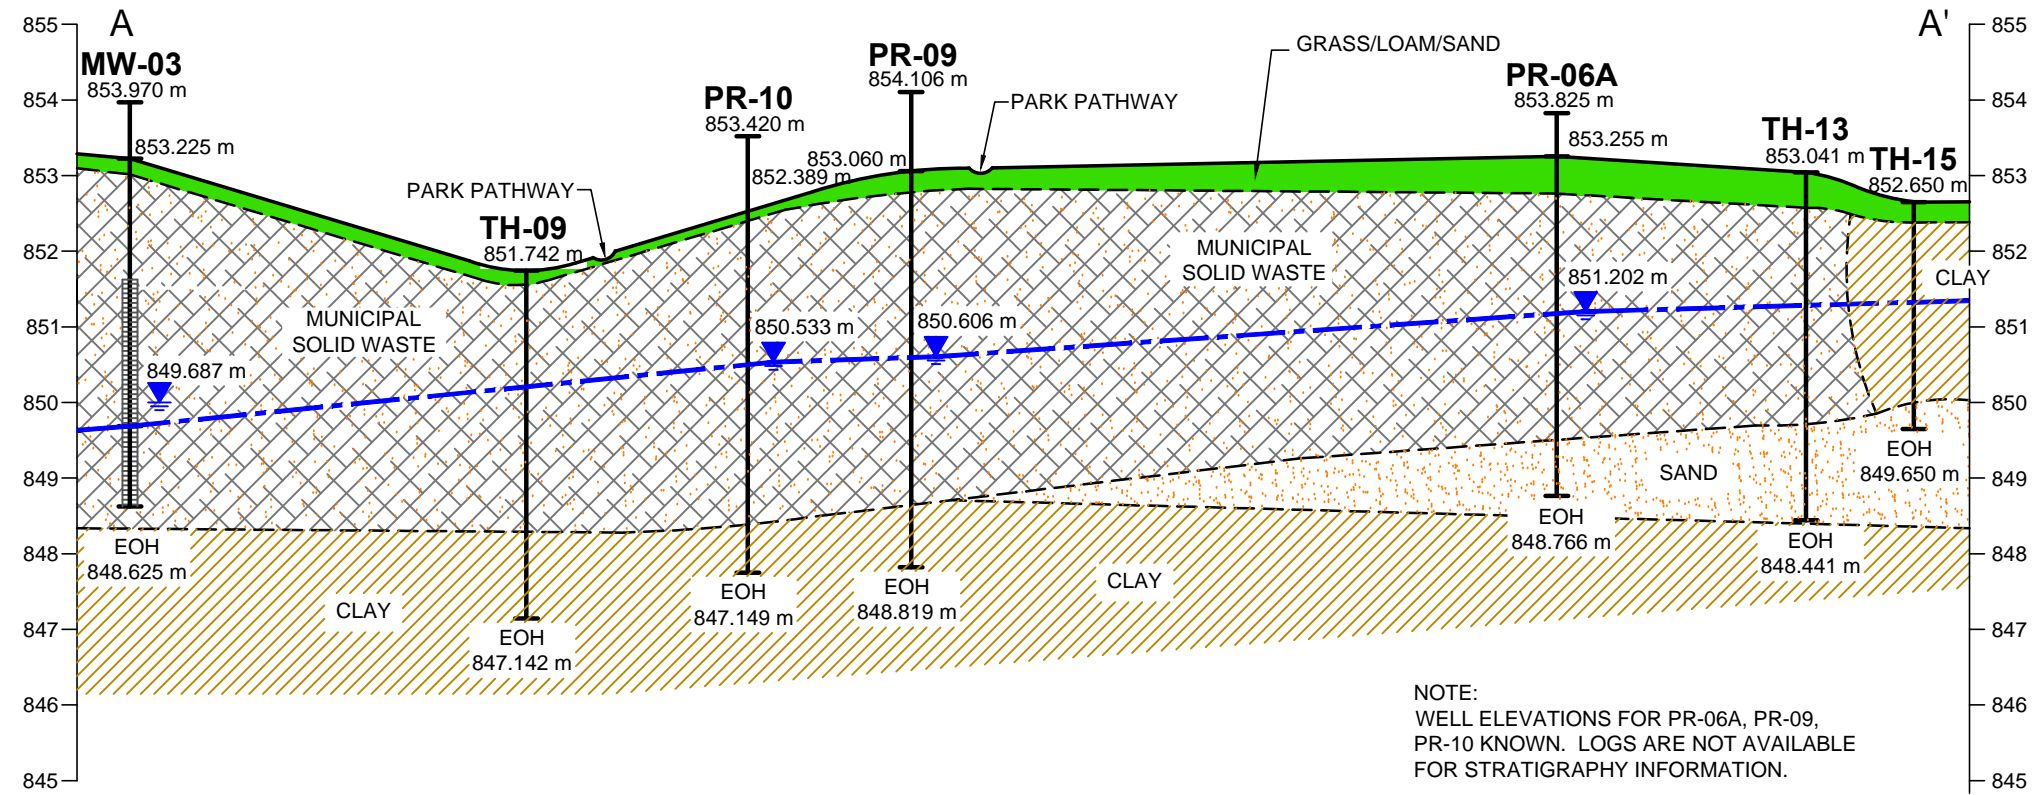 A
A'
855
854
853
852
851
850
849
848
847
846
845
855
854
853
852
851
850
849
848
847
846
845
MW-03
853.970 m
853.225 m
849.687 m
EOH
848.625 m
MUNICIPAL
SOLID WASTE
CLAY
PARK PATHWAY
TH-09
851.742 m
EOH
847.142 m
PR-10
853.420 m
852.389 m
850.533 m
EOH
847.149 m
PR-09
854.106 m
853.060 m
850.606 m
EOH
848.819 m
PARK PATHWAY
GRASS/LOAM/SAND
MUNICIPAL
SOLID WASTE
CLAY
PR-06A
853.825 m
853.255 m
851.202 m
EOH
848.766 m
SAND
TH-13
853.041 m
EOH
848.441 m
TH-15
852.650 m
CLAY
EOH
849.650 m
NOTE:
WELL ELEVATIONS FOR PR-06A, PR-09,
PR-10 KNOWN. LOGS ARE NOT AVAILABLE
FOR STRATIGRAPHY INFORMATION.